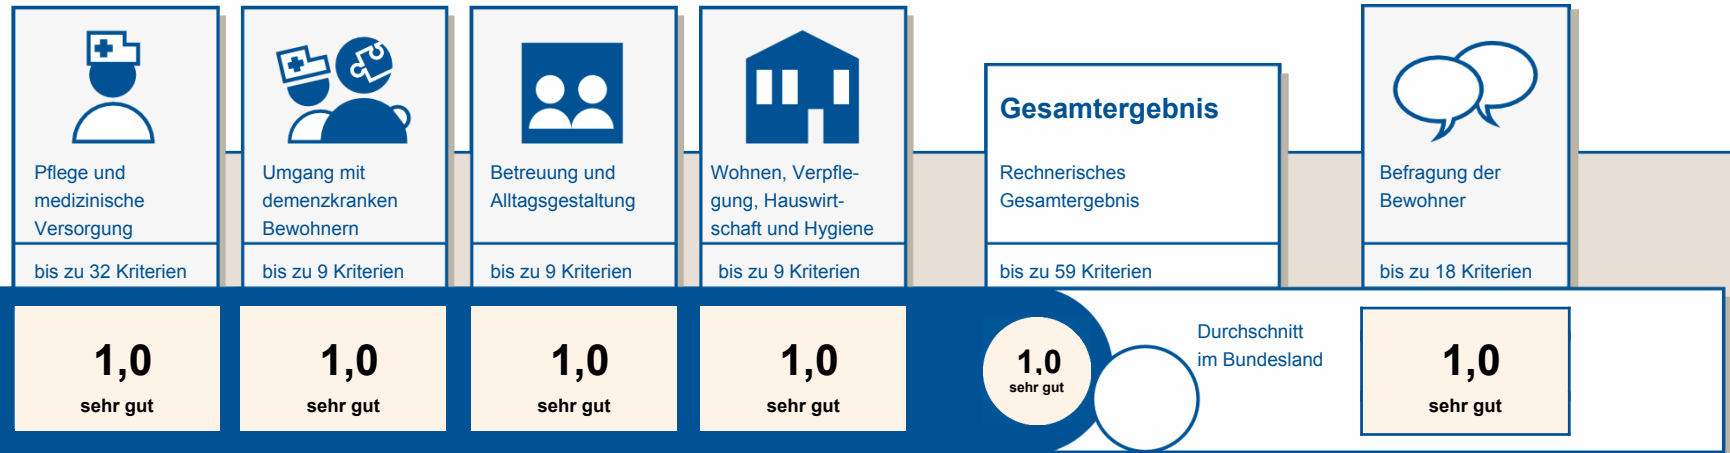 Pflege und
medizinische
Versorgung
bis zu 32 Kriterien
1,0
sehr gut
Umgang mit
demenzkranken
Bewohnern
bis zu 9 Kriterien
1,0
sehr gut
Betreuung und
Alltagsgestaltung
bis zu 9 Kriterien
1,0
sehr gut
Wohnen, Verpfle-
gung, Hauswirt-
schaft und Hygiene
bis zu 9 Kriterien
1,0
sehr gut
Gesamtergebnis
Rechnerisches
Gesamtergebnis
bis zu 59 Kriterien
1,0
sehr gut
Durchschnitt
im Bundesland
Befragung der
Bewohner
bis zu 18 Kriterien
1,0
sehr gut